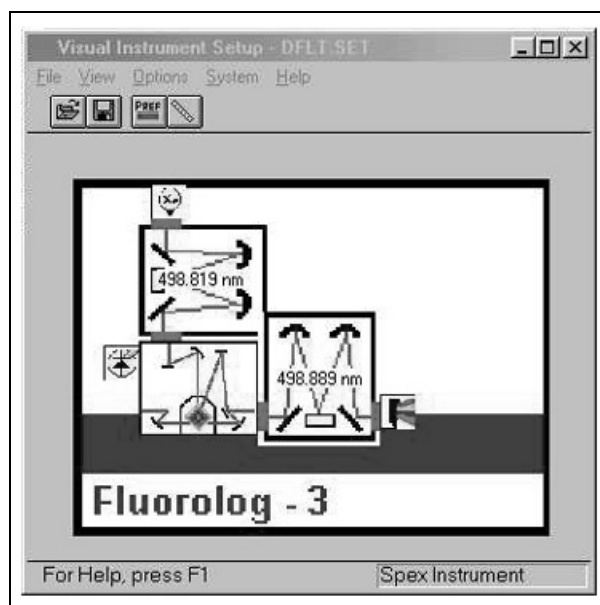 Visual Instrument Setup - DFLT.SET
File View Options System Help
PREF
Xe
498.819 nm
498.889 nm
Fluorolog - 3
For Help, press F1 Spex Instrument